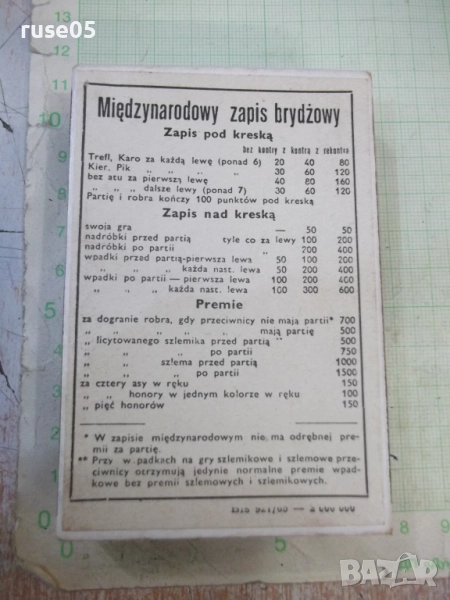 ruse05
Międzynarodowy zapis brydżowy
Zapis pod kreską
bez kontry z kontrą z rekontrą
Trefl, Karo za każdą lewę (ponad 6) 20 40 80
Kier, Pik „ „ „ 30 60 120
bez atu za pierwszą lewę 40 80 160
„ „ „ dalsze lewy (ponad 7) 30 60 120
Partię i robra kończy 100 punktów pod kreską
Zapis nad kreską
swoja gra — 50 50
nadróbki przed partią tyle co za lewy 100 200
nadróbki po partii „ 200 400
wpadki przed partią-pierwsza lewa 50 100 200
„ „ „ każda nast. lewa 50 200 400
wpadki po partii — pierwsza lewa 100 200 400
„ „ „ każda nast. lewa 100 300 600
Premie
za dogranie robra, gdy przeciwnicy nie mają partii* 700
„ „ „ „ „ mają partię 500
„ licytowanego szlemika przed partią** 500
„ „ „ po partii 750
„ „ szlema przed partią 1000
„ „ „ po partii 1500
za cztery asy w ręku 150
„ „ honory w jednym kolorze w ręku 100
„ pięć honorów 150
* W zapisie międzynarodowym nie ma odrębnej pre-
mii za partię.
** Przy wpadkach na gry szlemikowe i szlemowe prze-
ciwnicy otrzymują jedynie normalne premie wpad-
kowe bez premii szlemowych i szlemikowych.
bazar.bg